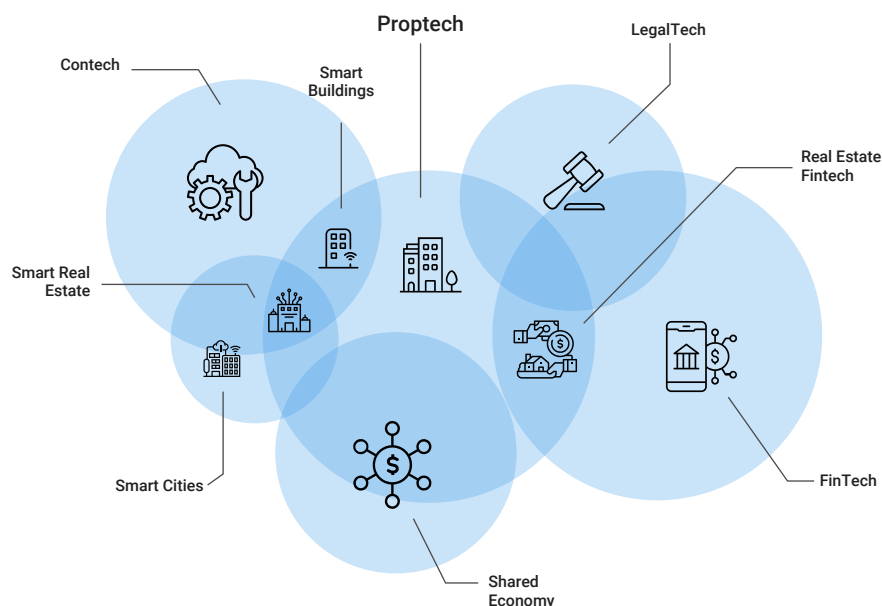 Proptech
LegalTech
Contech
Smart
Buildings
Real Estate
Fintech
Smart Real
Estate
$
$
$
Smart Cities
FinTech
Shared
Economy